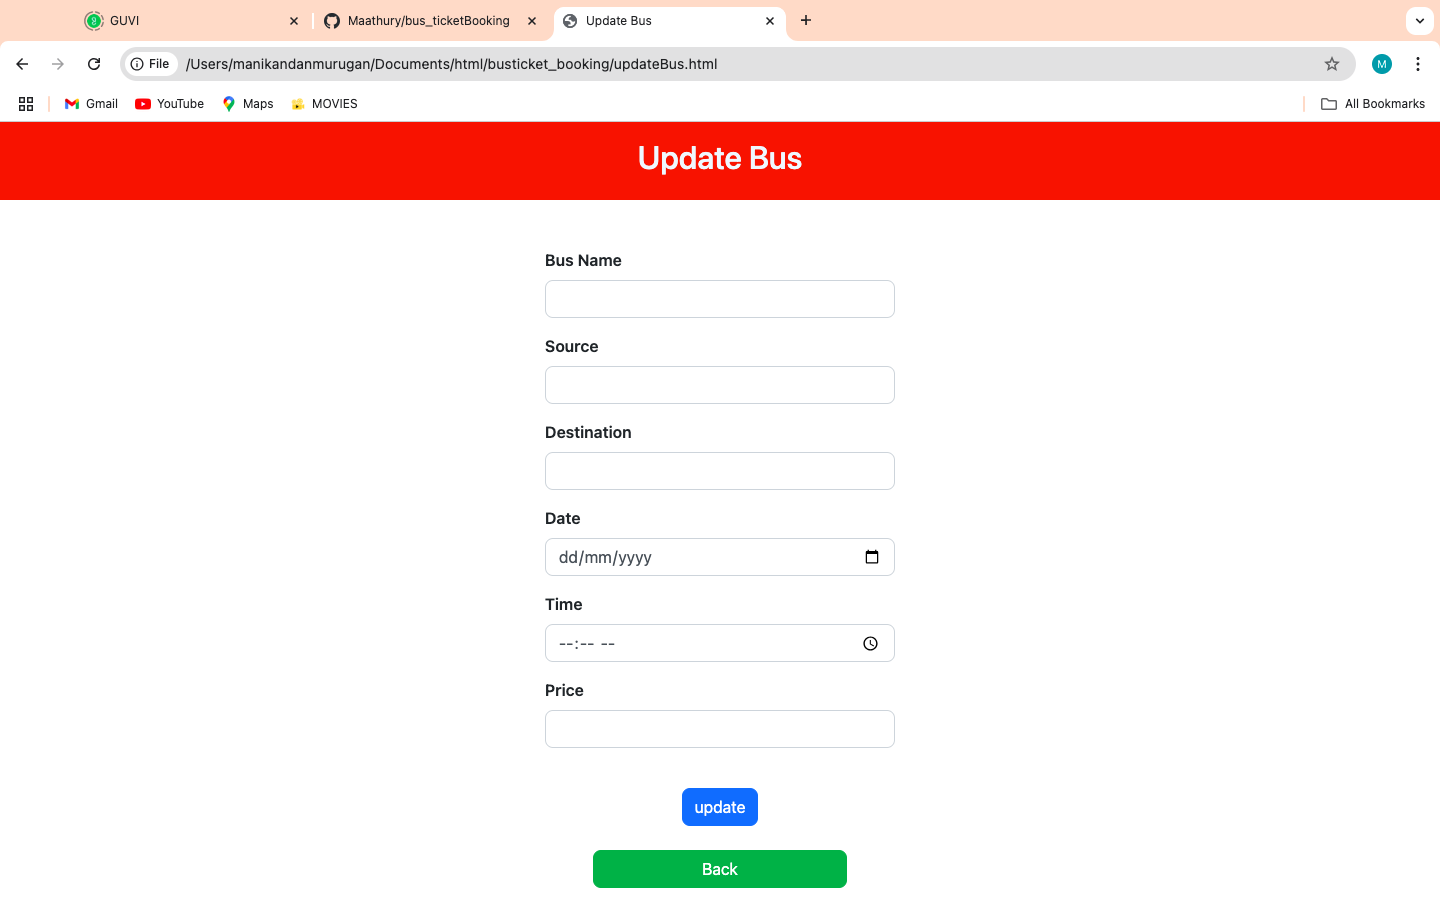 GUVI
Maathury/bus_ticketBooking
Update Bus
File
/Users/manikandanmurugan/Documents/html/busticket_booking/updateBus.html
M
Gmail
YouTube
Maps
MOVIES
All Bookmarks
Update Bus
Bus Name
Source
Destination
Date
dd/mm/yyyy
Time
--:-- --
Price
update
Back